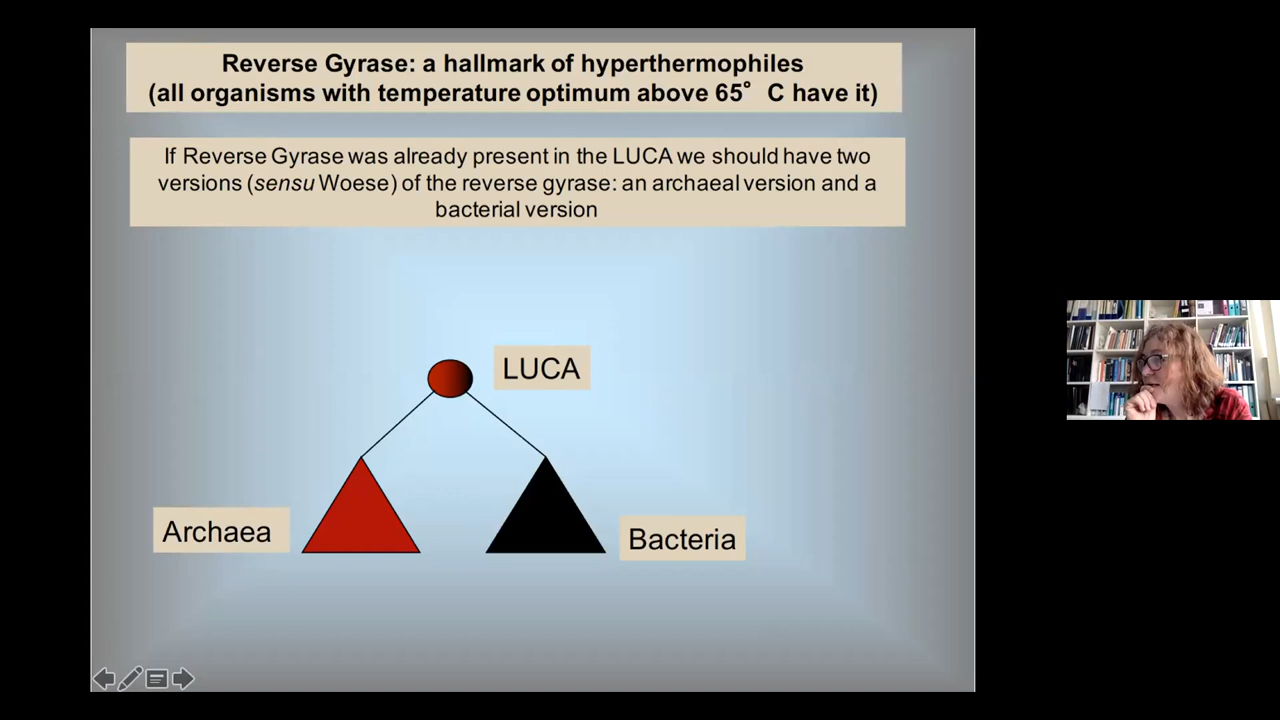 Reverse Gyrase: a hallmark of hyperthermophiles
(all organisms with temperature optimum above 65° C have it)
If Reverse Gyrase was already present in the LUCA we should have two
versions (sensu Woese) of the reverse gyrase: an archaeal version and a
bacterial version
LUCA
Archaea
Bacteria